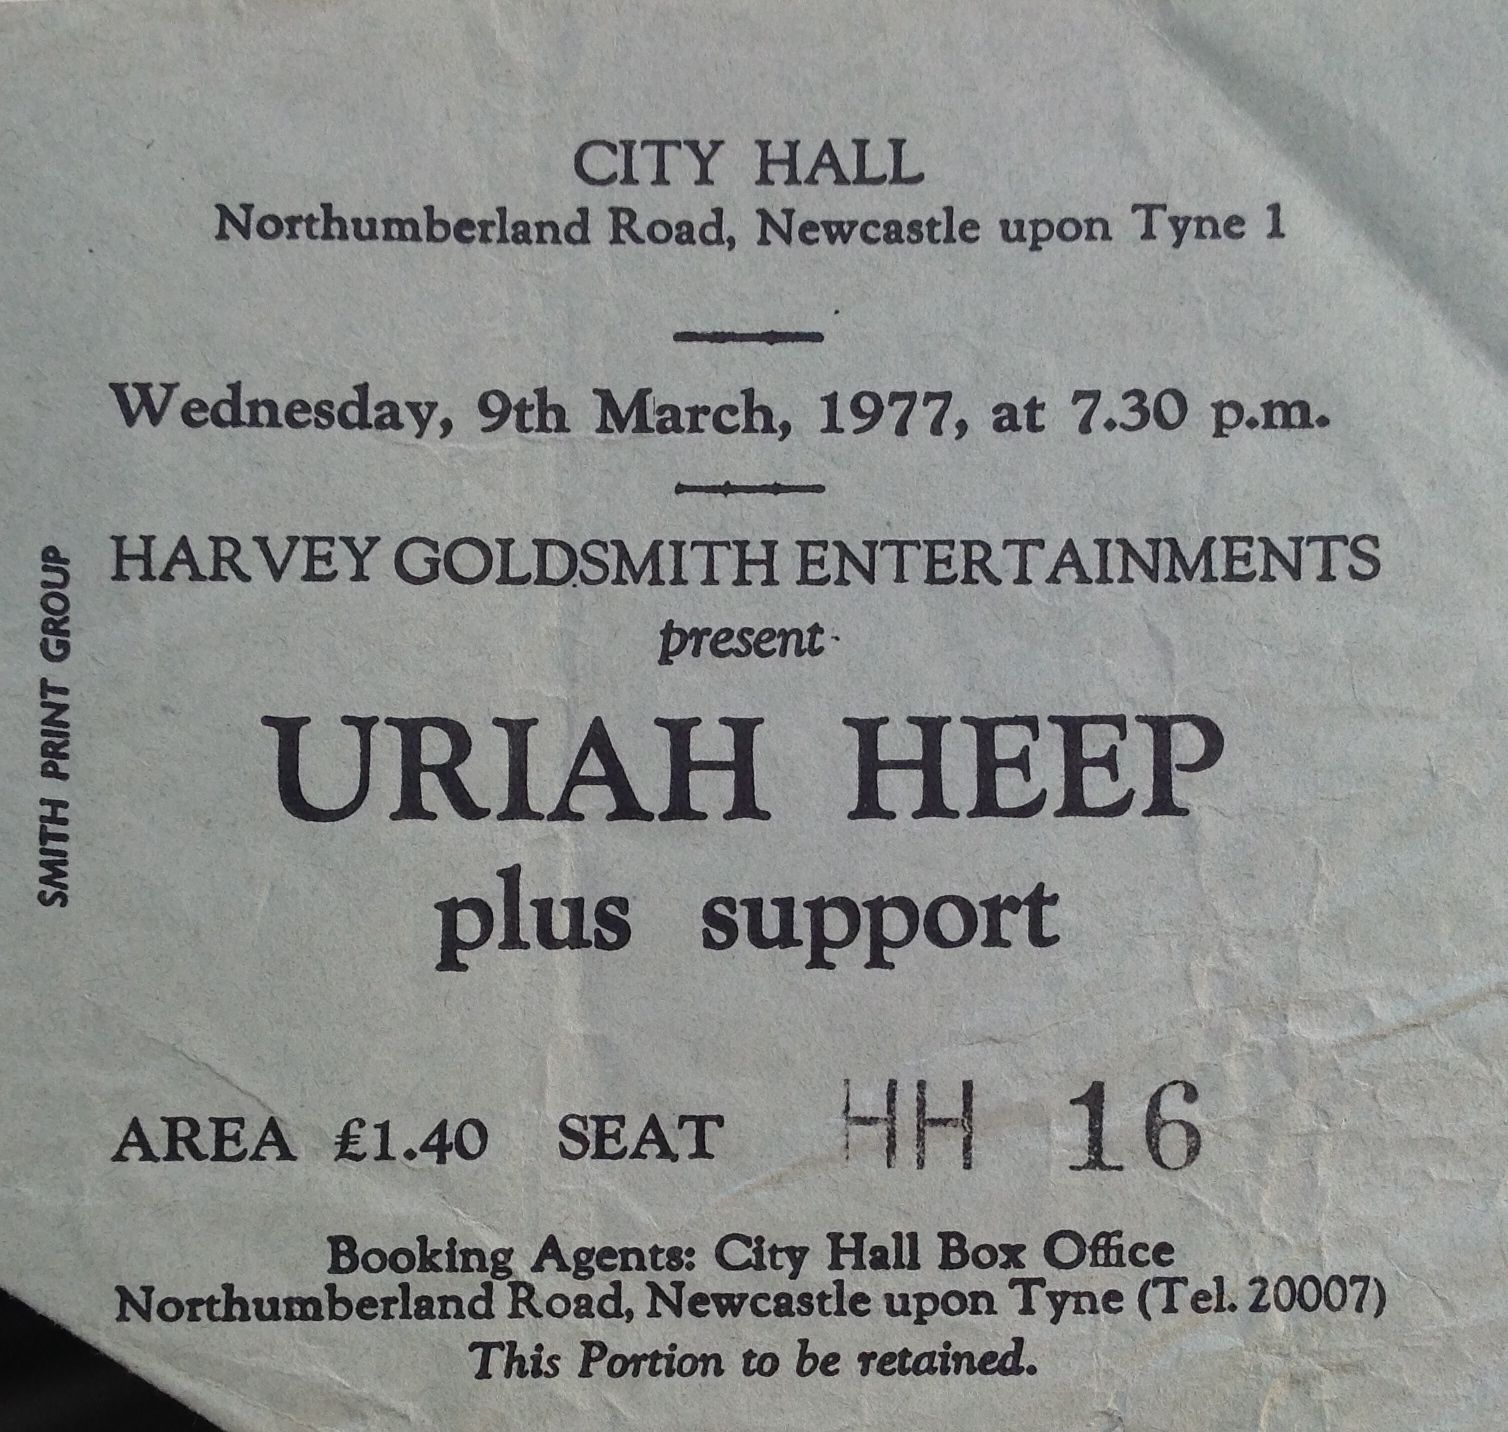 CITY HALL
Northumberland Road, Newcastle upon Tyne 1
Wednesday, 9th March, 1977, at 7.30 p.m.
HARVEY GOLDSMITH ENTERTAINMENTS
present
URIAH HEEP
plus support
AREA £1.40 SEAT HH 16
Booking Agents: City Hall Box Office
Northumberland Road, Newcastle upon Tyne (Tel. 20007)
This Portion to be retained.
SMITH PRINT GROUP